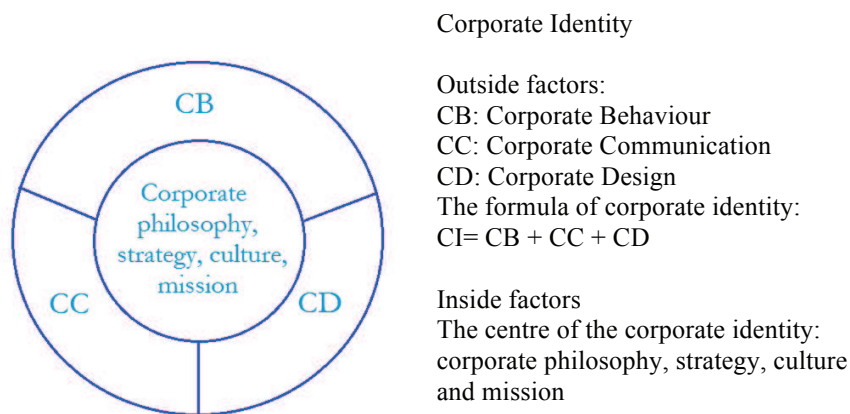 CB
Corporate
philosophy,
strategy, culture,
mission
CC
CD
Corporate Identity
Outside factors:
CB: Corporate Behaviour
CC: Corporate Communication
CD: Corporate Design
The formula of corporate identity:
CI= CB + CC + CD
Inside factors
The centre of the corporate identity:
corporate philosophy, strategy, culture
and mission